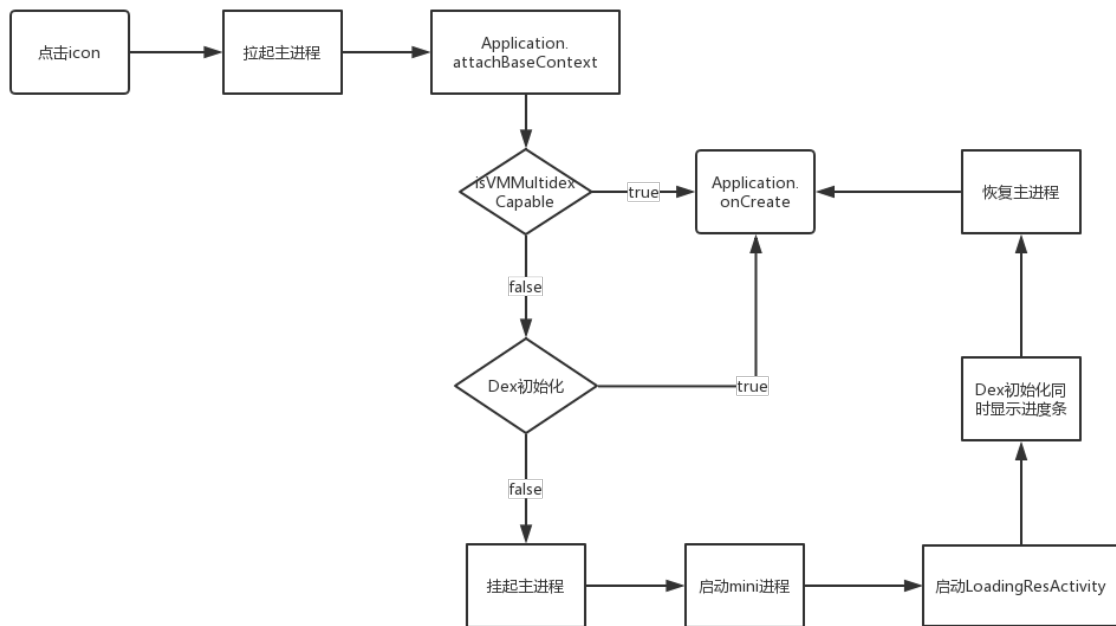 点击icon
拉起主进程
Application.
attachBaseContext
isVMMultidex
Capable
true
Application.
onCreate
恢复主进程
false
Dex初始化
true
Dex初始化同
时显示进度条
false
挂起主进程
启动mini进程
启动LoadingResActivity